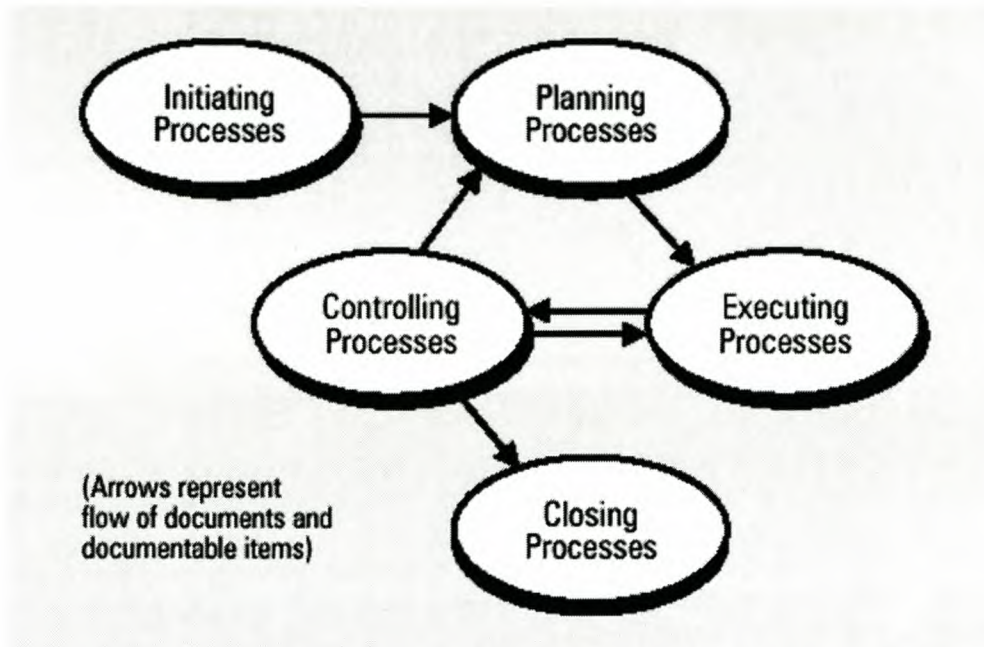 Initiating
Processes
Planning
Processes
Controlling
Processes
Executing
Processes
(Arrows represent
flow of documents and
documentable items)
Closing
Processes